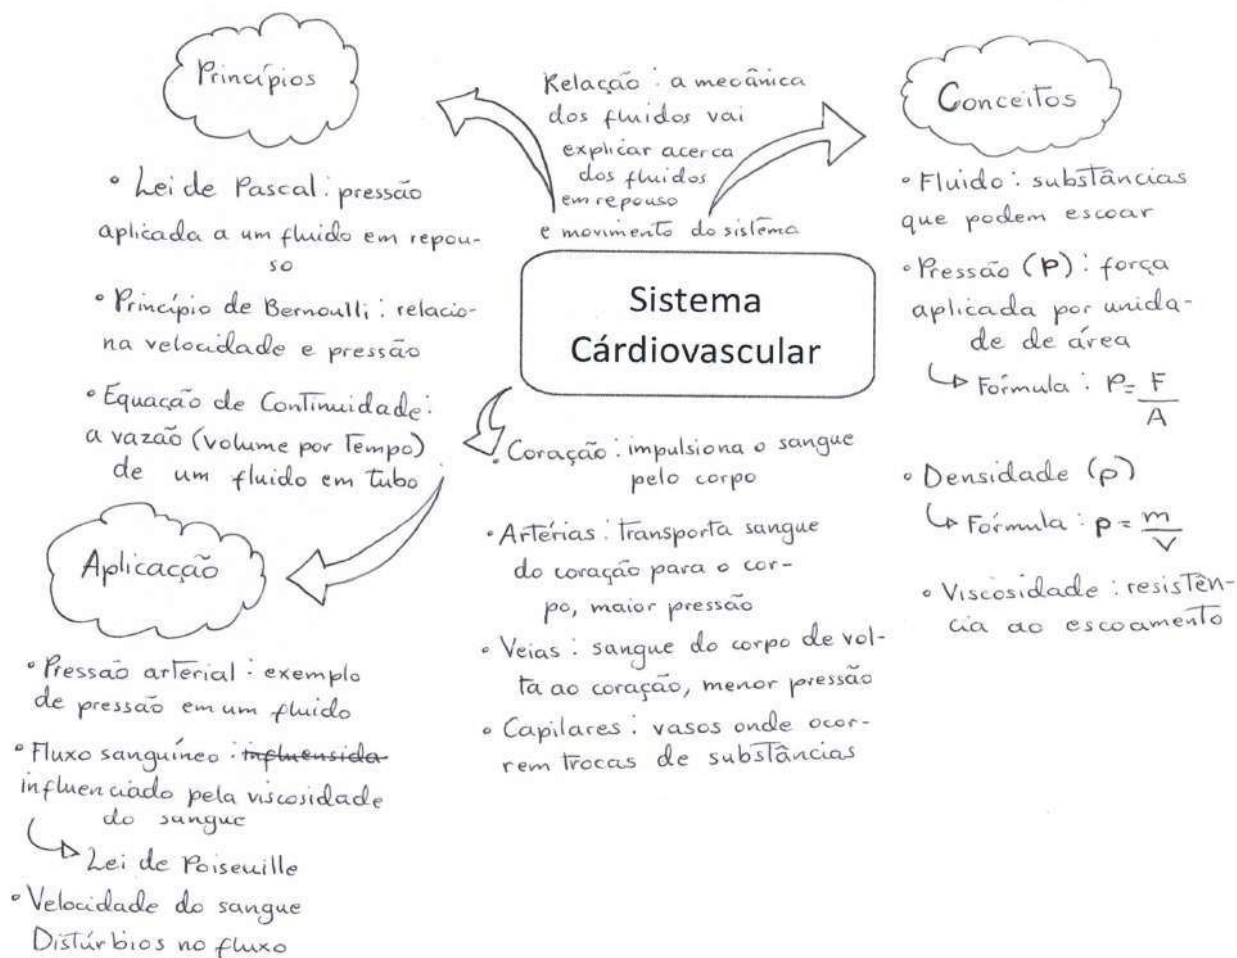 Princípios
• Lei de Pascal: pressão
aplicada a um fluido em repou-
so
• Princípio de Bernoulli: relacio-
na velocidade e pressão
• Equação de Continuidade:
a vazão (volume por tempo)
de um fluido em tubo
Relação: a mecânica
dos fluidos vai
explicar acerca
dos fluidos
em repouso
e movimento do sistema
Conceitos
• Fluido: substâncias
que podem escoar
• Pressão (P): força
aplicada por unida-
de de área
↳ Fórmula: P = F/A
• Densidade (ρ)
↳ Fórmula: ρ = m/V
• Viscosidade: resistên-
cia ao escoamento
Sistema
Cárdiovascular
• Coração: impulsiona o sangue
pelo corpo
• Artérias: transporta sangue
do coração para o cor-
po, maior pressão
• Veias: sangue do corpo de vol-
ta ao coração, menor pressão
• Capilares: vasos onde ocor-
rem trocas de substâncias
Aplicação
• Pressão arterial: exemplo
de pressão em um fluido
• Fluxo sanguíneo: influensida
influenciado pela viscosidade
do sangue
↳ Lei de Poiseuille
• Velocidade do sangue
Distúrbios no fluxo